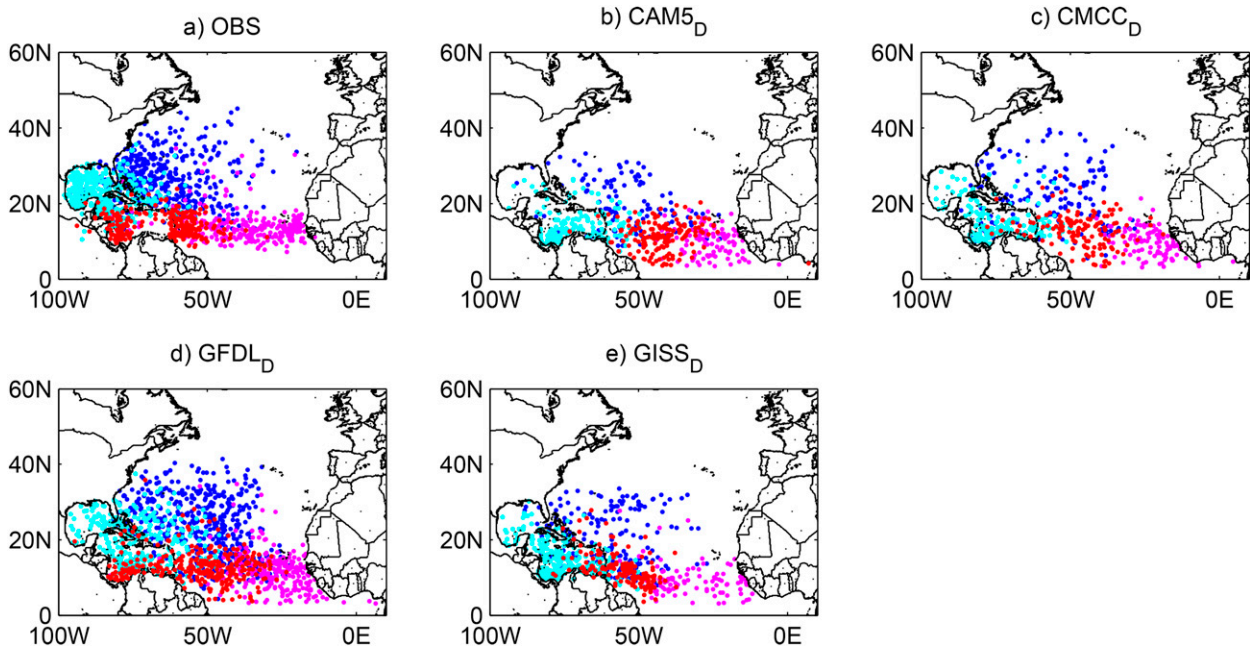 a) OBS
60N
40N
20N
0
100W 50W 0E
b) CAM5D
60N
40N
20N
0
100W 50W 0E
c) CMCCD
60N
40N
20N
0
100W 50W 0E
d) GFDLD
60N
40N
20N
0
100W 50W 0E
e) GISSD
60N
40N
20N
0
100W 50W 0E